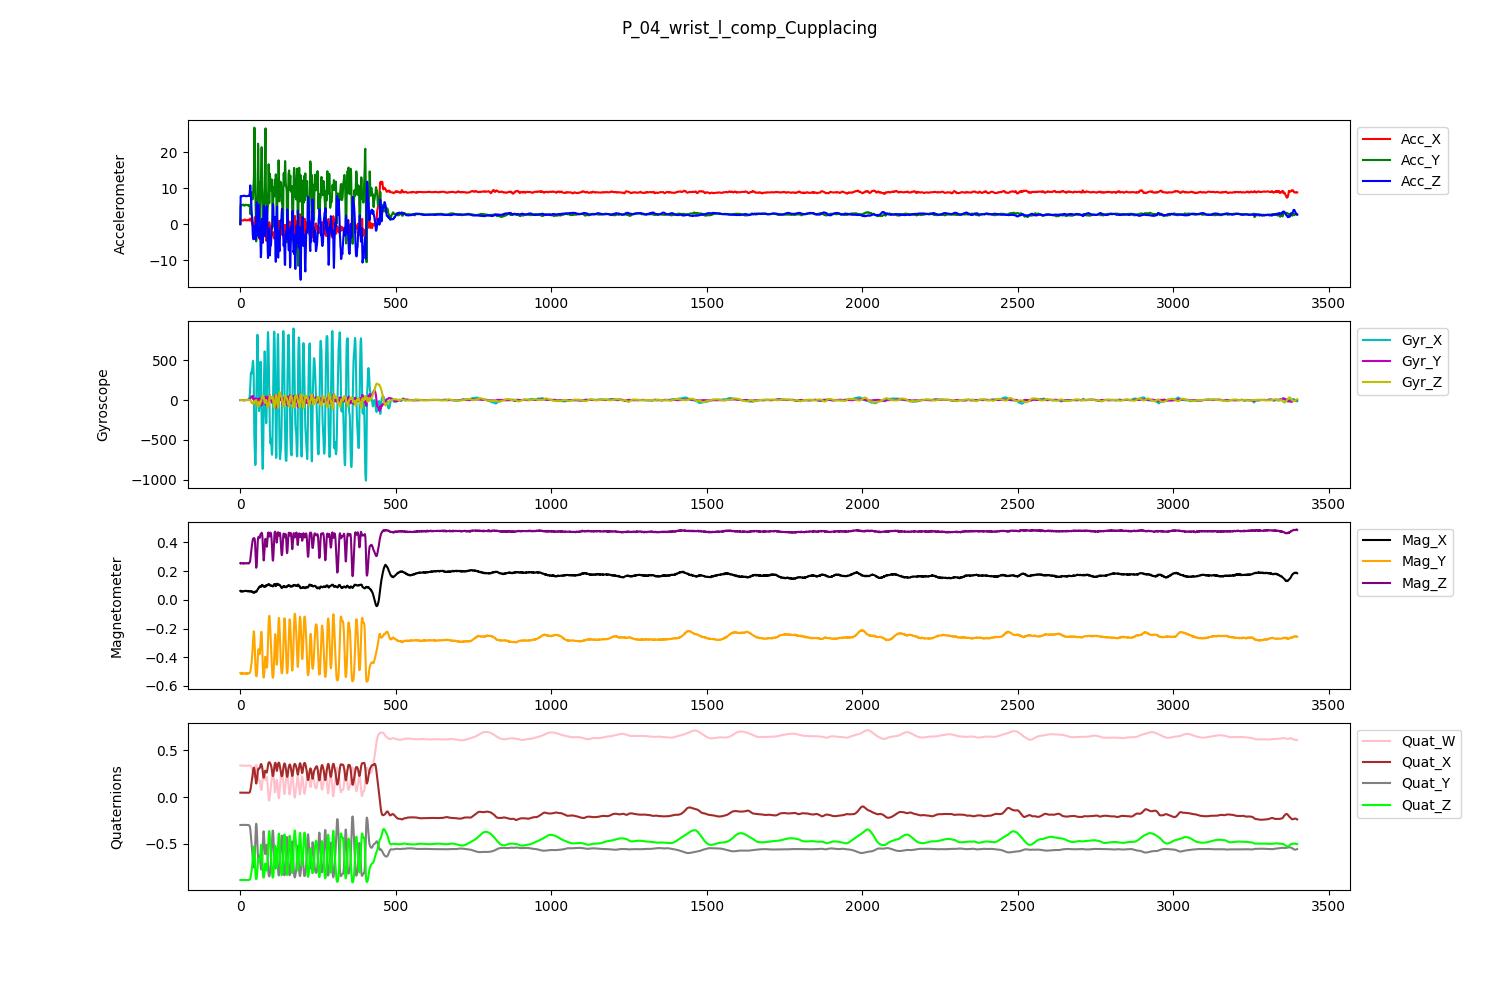 P_04_wrist_l_comp_Cupplacing
Accelerometer
20
10
0
−10
0 500 1000 1500 2000 2500 3000 3500
Acc_X
Acc_Y
Acc_Z
Gyroscope
500
0
−500
−1000
0 500 1000 1500 2000 2500 3000 3500
Gyr_X
Gyr_Y
Gyr_Z
Magnetometer
0.4
0.2
0.0
−0.2
−0.4
−0.6
0 500 1000 1500 2000 2500 3000 3500
Mag_X
Mag_Y
Mag_Z
Quaternions
0.5
0.0
−0.5
0 500 1000 1500 2000 2500 3000 3500
Quat_W
Quat_X
Quat_Y
Quat_Z